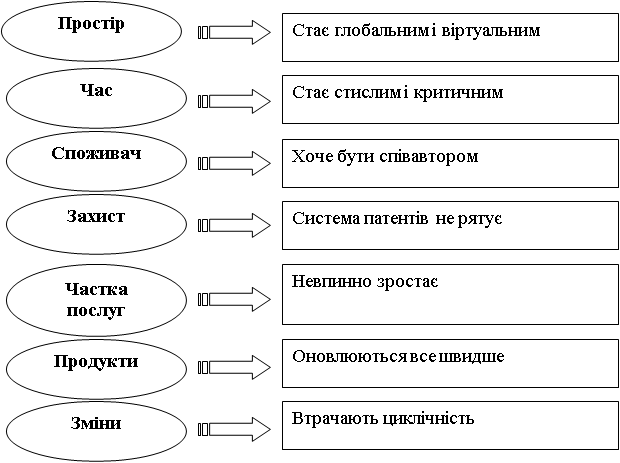 Простір
Стає глобальним і віртуальним
Час
Стає стислим і критичним
Споживач
Хоче бути співавтором
Захист
Система патентів не рятує
Частка
послуг
Невпинно зростає
Продукти
Оновлюються все швидше
Зміни
Втрачають циклічність